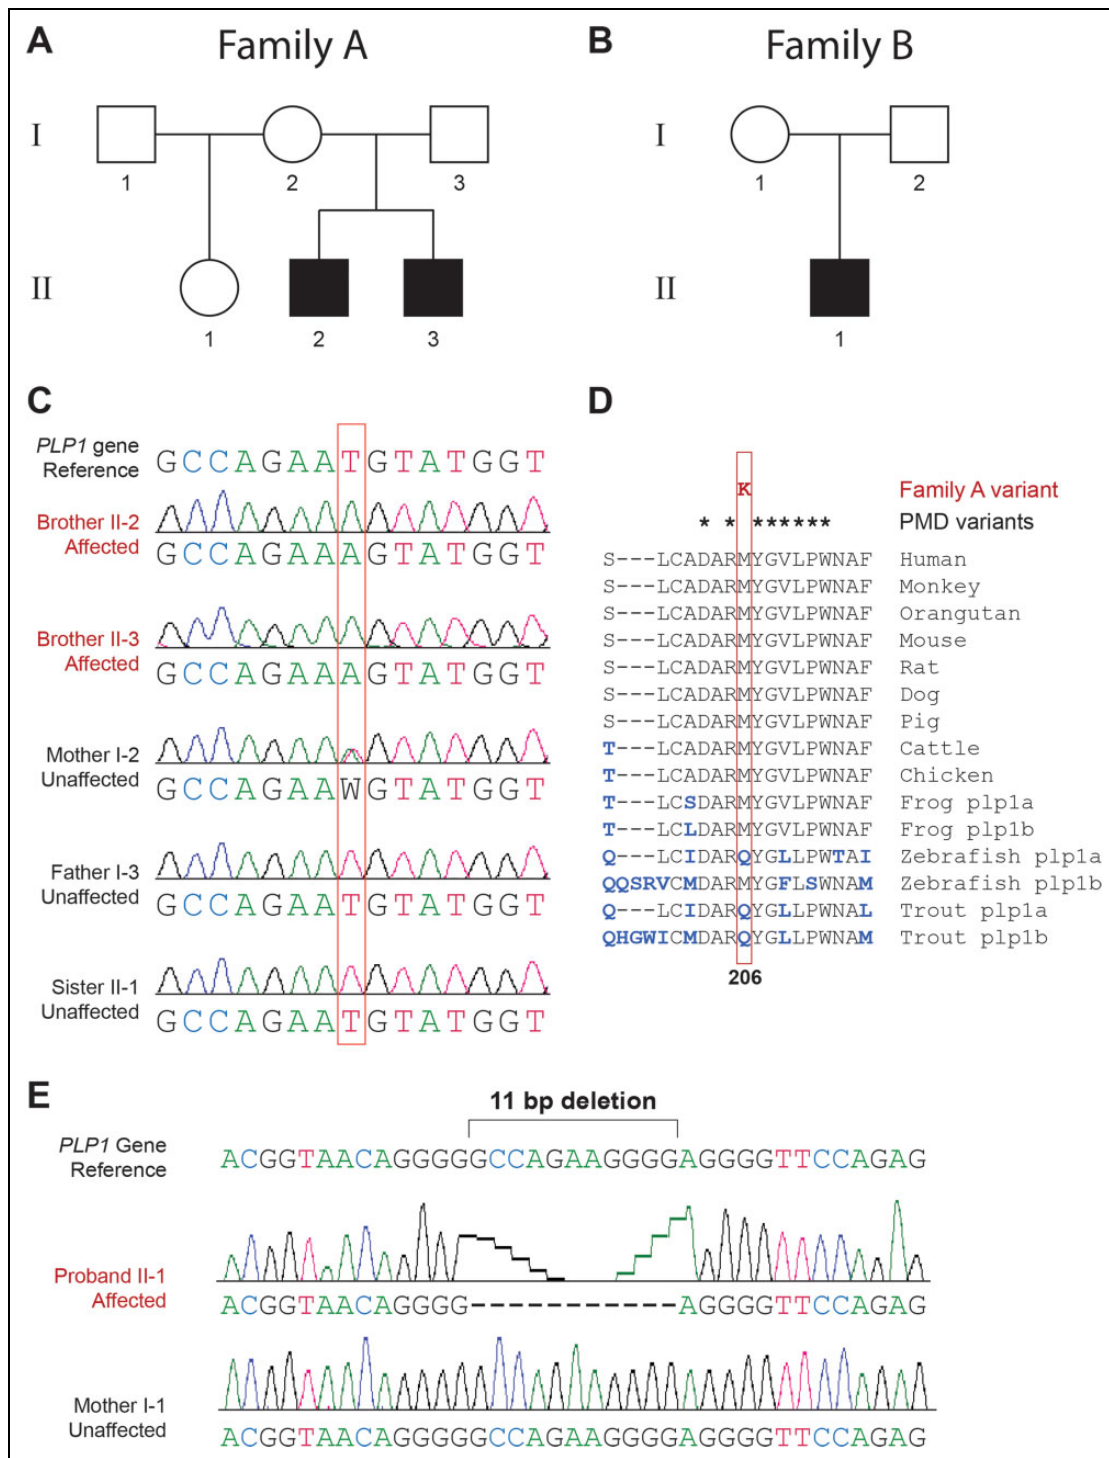 A Family A
B Family B
I
1 2 3
II
1 2 3
I
1 2
II
1
C
PLP1 gene
Reference
GCCAGAATGTATGGT
Brother II-2
Affected
GCCAGAAAGTATGGT
Brother II-3
Affected
GCCAGAAAGTATGGT
Mother I-2
Unaffected
GCCAGAAWGTATGGT
Father I-3
Unaffected
GCCAGAATGTATGGT
Sister II-1
Unaffected
GCCAGAATGTATGGT
D
K Family A variant
* * ****** PMD variants
S---LCADARMYGVLPWNAF Human
S---LCADARMYGVLPWNAF Monkey
S---LCADARMYGVLPWNAF Orangutan
S---LCADARMYGVLPWNAF Mouse
S---LCADARMYGVLPWNAF Rat
S---LCADARMYGVLPWNAF Dog
S---LCADARMYGVLPWNAF Pig
T---LCADARMYGVLPWNAF Cattle
T---LCADARMYGVLPWNAF Chicken
T---LCSDARMYGVLPWNAF Frog plp1a
T---LCLDARMYGVLPWNAF Frog plp1b
Q---LCIDARQYGLLPWTAI Zebrafish plp1a
QQSRVCMDARMYGFLSWNAM Zebrafish plp1b
Q---LCIDARQYGLLPWNAL Trout plp1a
QHGWICMDARQYGLLPWNAM Trout plp1b
206
E
11 bp deletion
PLP1 Gene
Reference
ACGGTAACAGGGGGCCAGAAGGGGAGGGGTTCCAGAG
Proband II-1
Affected
ACGGTAACAGGGG-----------AGGGGTTCCAGAG
Mother I-1
Unaffected
ACGGTAACAGGGGGCCAGAAGGGGAGGGGTTCCAGAG